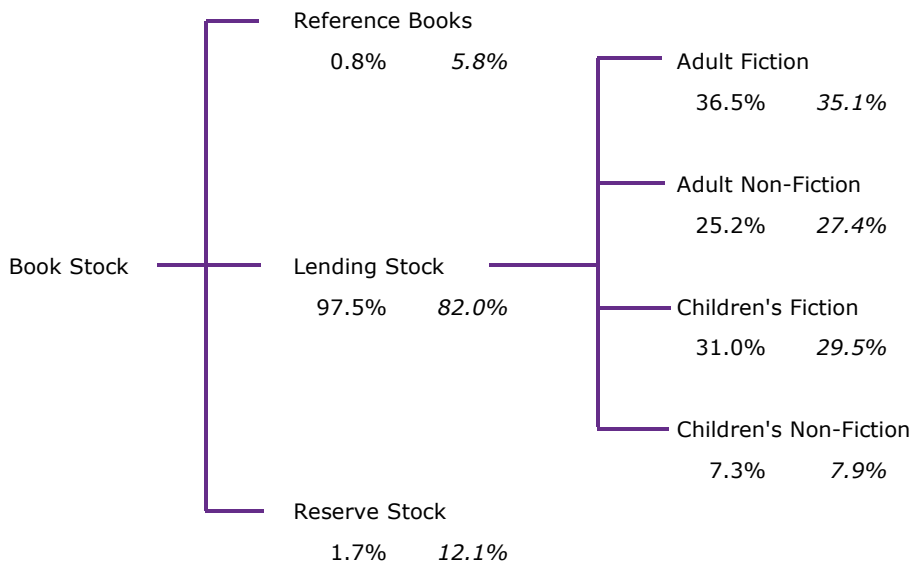 Reference Books
0.8% 5.8%
Adult Fiction
36.5% 35.1%
Adult Non-Fiction
25.2% 27.4%
Book Stock
Lending Stock
97.5% 82.0%
Children's Fiction
31.0% 29.5%
Children's Non-Fiction
7.3% 7.9%
Reserve Stock
1.7% 12.1%